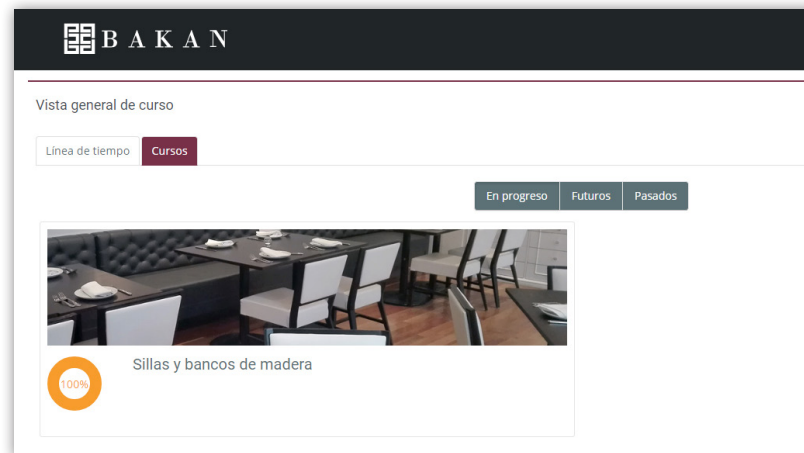 BAKAN
Vista general de curso
Línea de tiempo Cursos
En progreso Futuros Pasados
Sillas y bancos de madera
100%